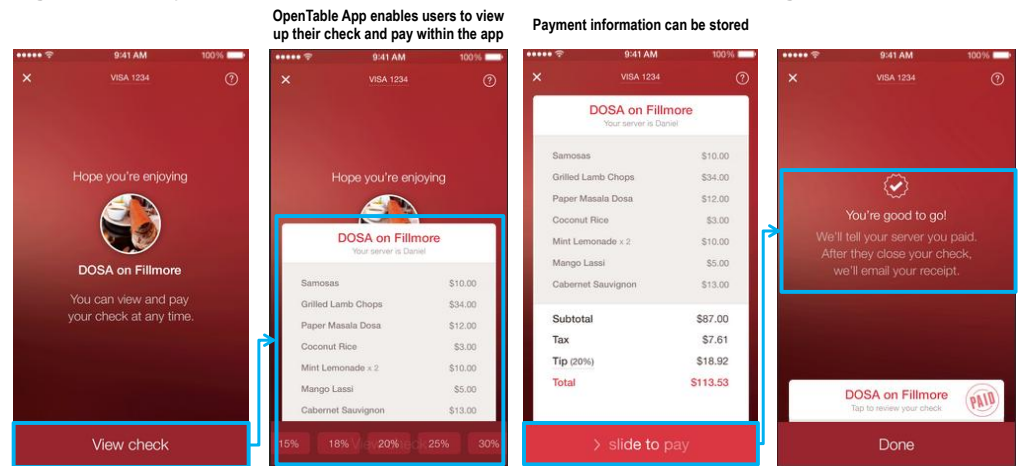 OpenTable App enables users to view
up their check and pay within the app
Payment information can be stored
9:41 AM 100%
VISA 1234
?
Hope you're enjoying
DOSA on Fillmore
You can view and pay
your check at any time.
View check
9:41 AM 100%
VISA 1234
?
Hope you're enjoying
DOSA on Fillmore
Your server is Daniel
Samosas $10.00
Grilled Lamb Chops $34.00
Paper Masala Dosa $12.00
Coconut Rice $3.00
Mint Lemonade x 2 $10.00
Mango Lassi $5.00
Cabernet Sauvignon $13.00
15% 18% 20% 25% 30%
View check
9:41 AM 100%
VISA 1234
?
DOSA on Fillmore
Your server is Daniel
Samosas $10.00
Grilled Lamb Chops $34.00
Paper Masala Dosa $12.00
Coconut Rice $3.00
Mint Lemonade x 2 $10.00
Mango Lassi $5.00
Cabernet Sauvignon $13.00
Subtotal $87.00
Tax $7.61
Tip (20%) $18.92
Total $113.53
> slide to pay
9:41 AM 100%
VISA 1234
?
You're good to go!
We'll tell your server you paid.
After they close your check,
we'll email your receipt.
DOSA on Fillmore
Tap to review your check
PAID
Done